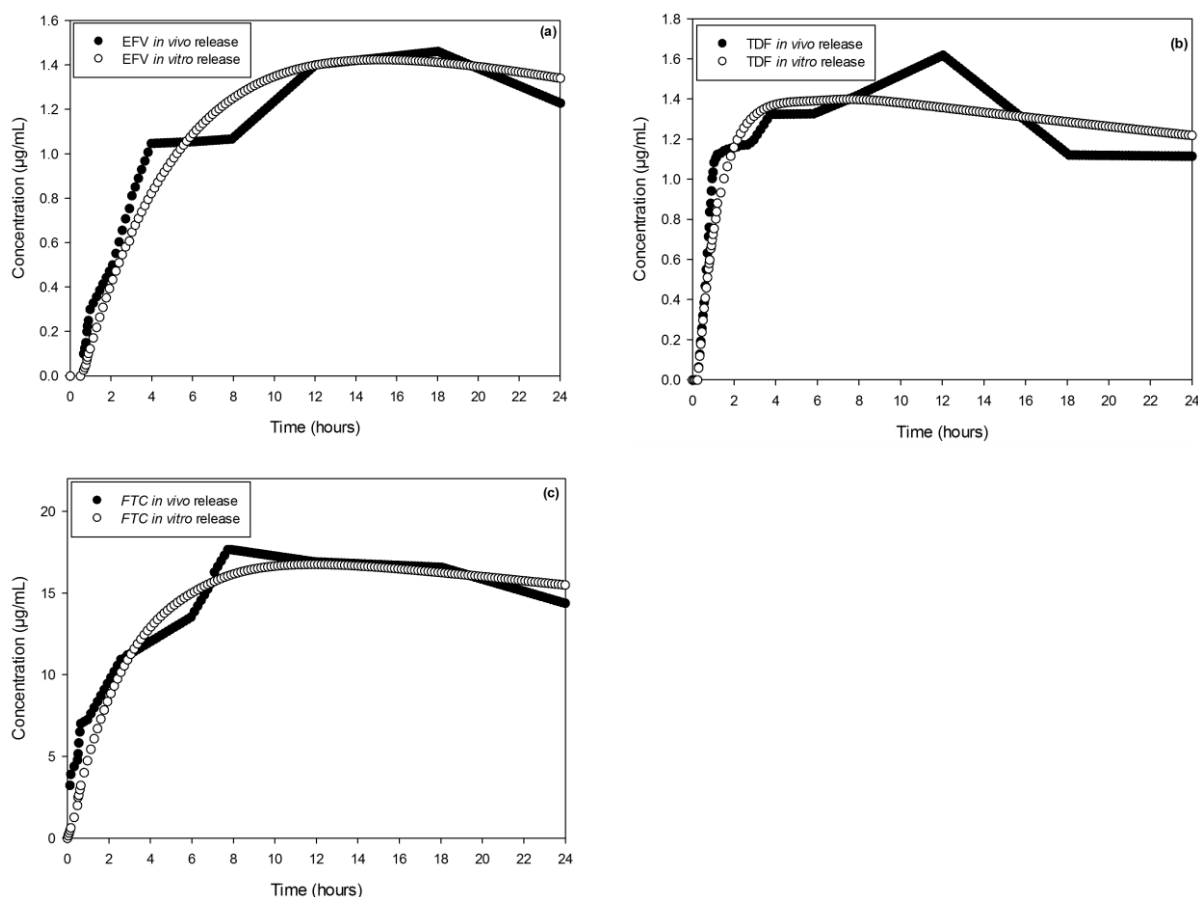 (a)
EFV in vivo release
EFV in vitro release
Concentration (µg/mL)
1.6
1.4
1.2
1.0
0.8
0.6
0.4
0.2
0.0
0 2 4 6 8 10 12 14 16 18 20 22 24
Time (hours)
(b)
TDF in vivo release
TDF in vitro release
Concentration (µg/mL)
1.8
1.6
1.4
1.2
1.0
0.8
0.6
0.4
0.2
0.0
0 2 4 6 8 10 12 14 16 18 20 22 24
Time (hours)
(c)
FTC in vivo release
FTC in vitro release
Concentration (µg/mL)
20
15
10
5
0
0 2 4 6 8 10 12 14 16 18 20 22 24
Time (hours)